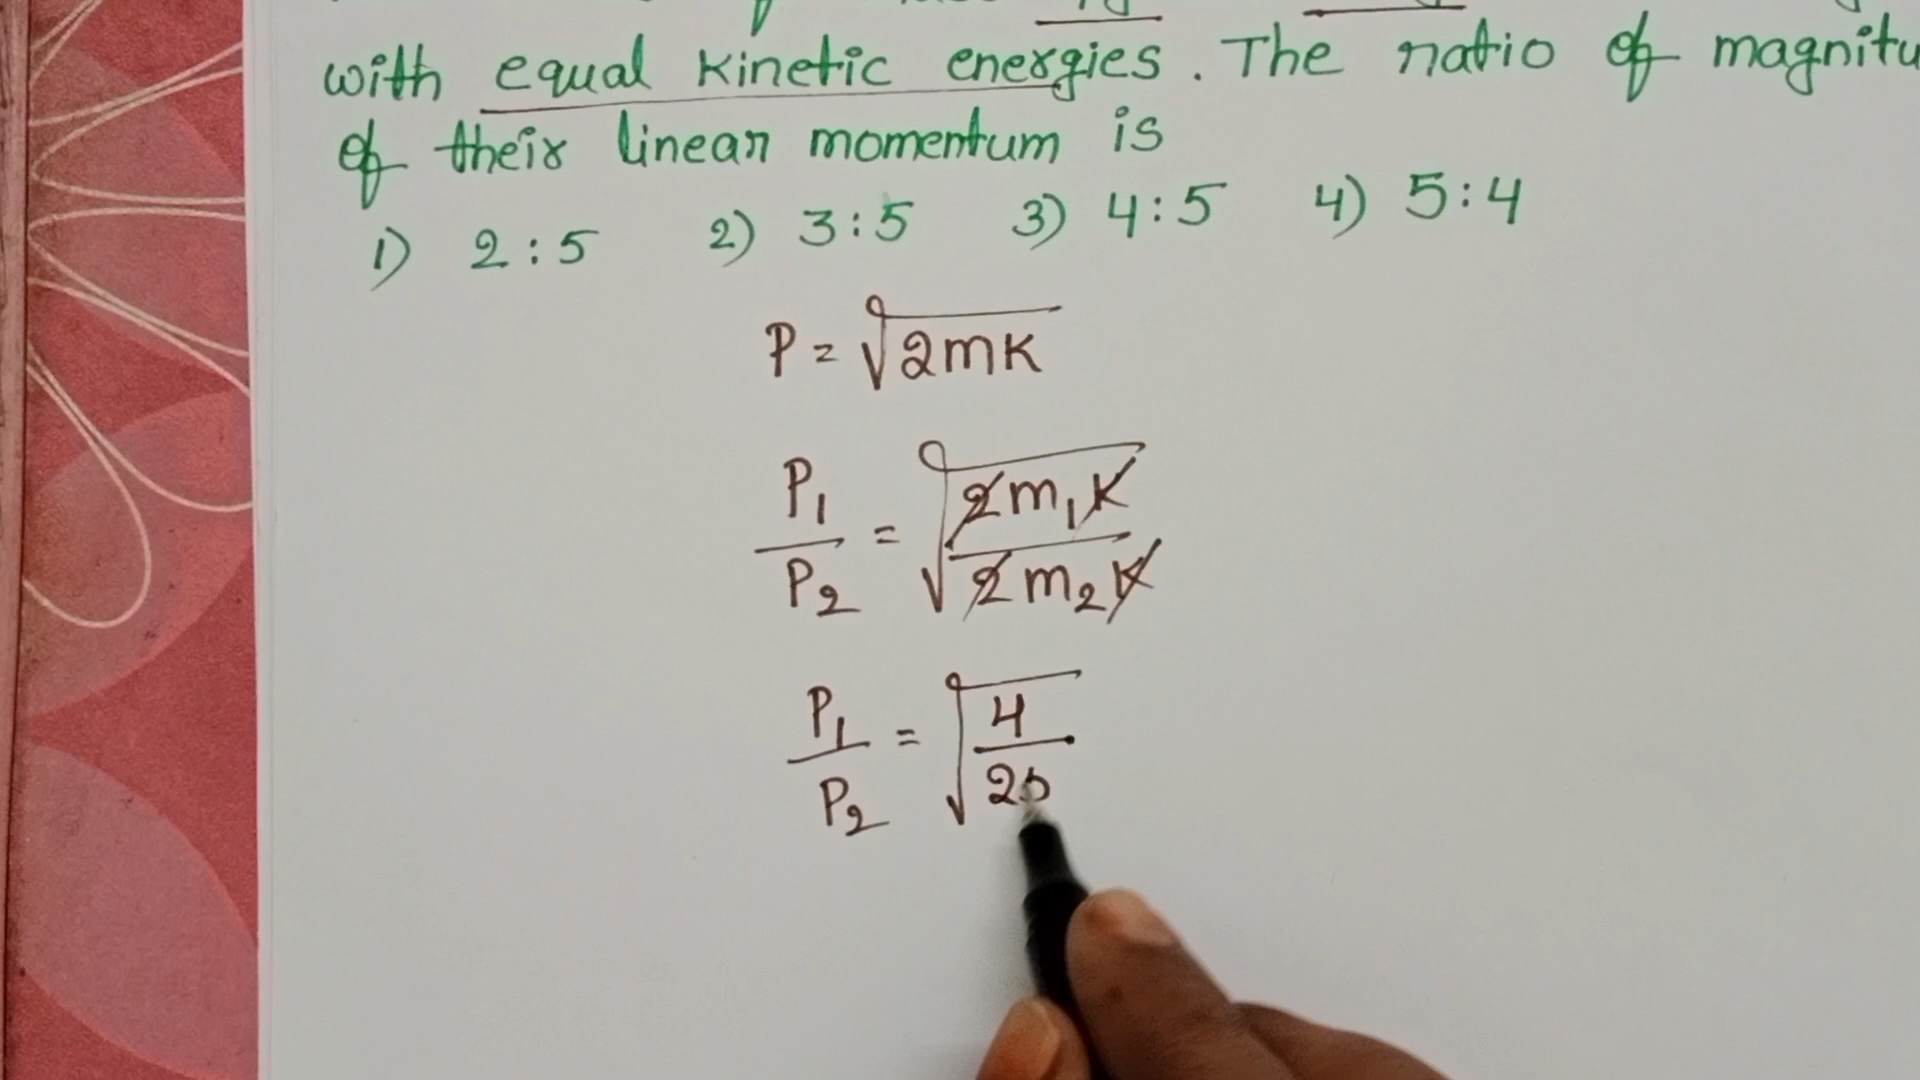 with equal kinetic energies. The ratio of magnitu
of their linear momentum is
1) 2:5 2) 3:5 3) 4:5 4) 5:4
P = √2mK
P1/P2 = √2m1K/2m2K
P1/P2 = √4/25